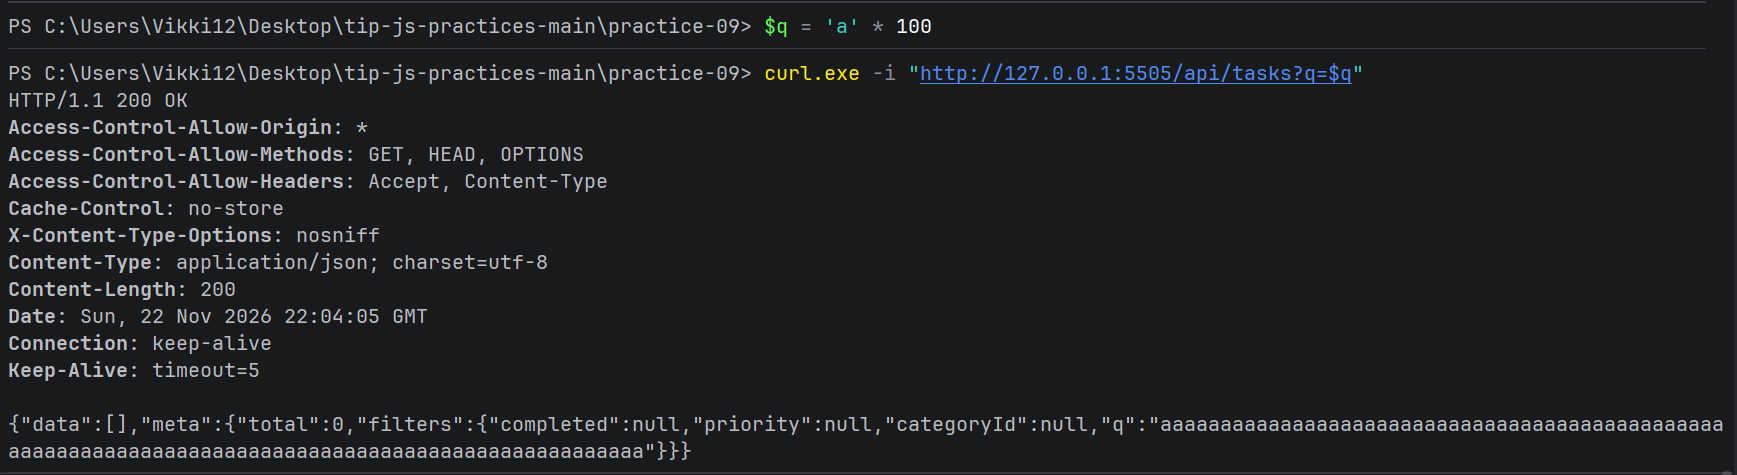 PS C:\Users\Vikki12\Desktop\tip-js-practices-main\practice-09> $q = 'a' * 100
PS C:\Users\Vikki12\Desktop\tip-js-practices-main\practice-09> curl.exe -i "http://127.0.0.1:5505/api/tasks?q=$q"
HTTP/1.1 200 OK
Access-Control-Allow-Origin: *
Access-Control-Allow-Methods: GET, HEAD, OPTIONS
Access-Control-Allow-Headers: Accept, Content-Type
Cache-Control: no-store
X-Content-Type-Options: nosniff
Content-Type: application/json; charset=utf-8
Content-Length: 200
Date: Sun, 22 Nov 2026 22:04:05 GMT
Connection: keep-alive
Keep-Alive: timeout=5
{"data":[],"meta":{"total":0,"filters":{"completed":null,"priority":null,"categoryId":null,"q":"aaaaaaaaaaaaaaaaaaaaaaaaaaaaaaaaaaaaaaaaaaaaaaa
aaaaaaaaaaaaaaaaaaaaaaaaaaaaaaaaaaaaaaaaaaaaaaaaaaaaa"}}}